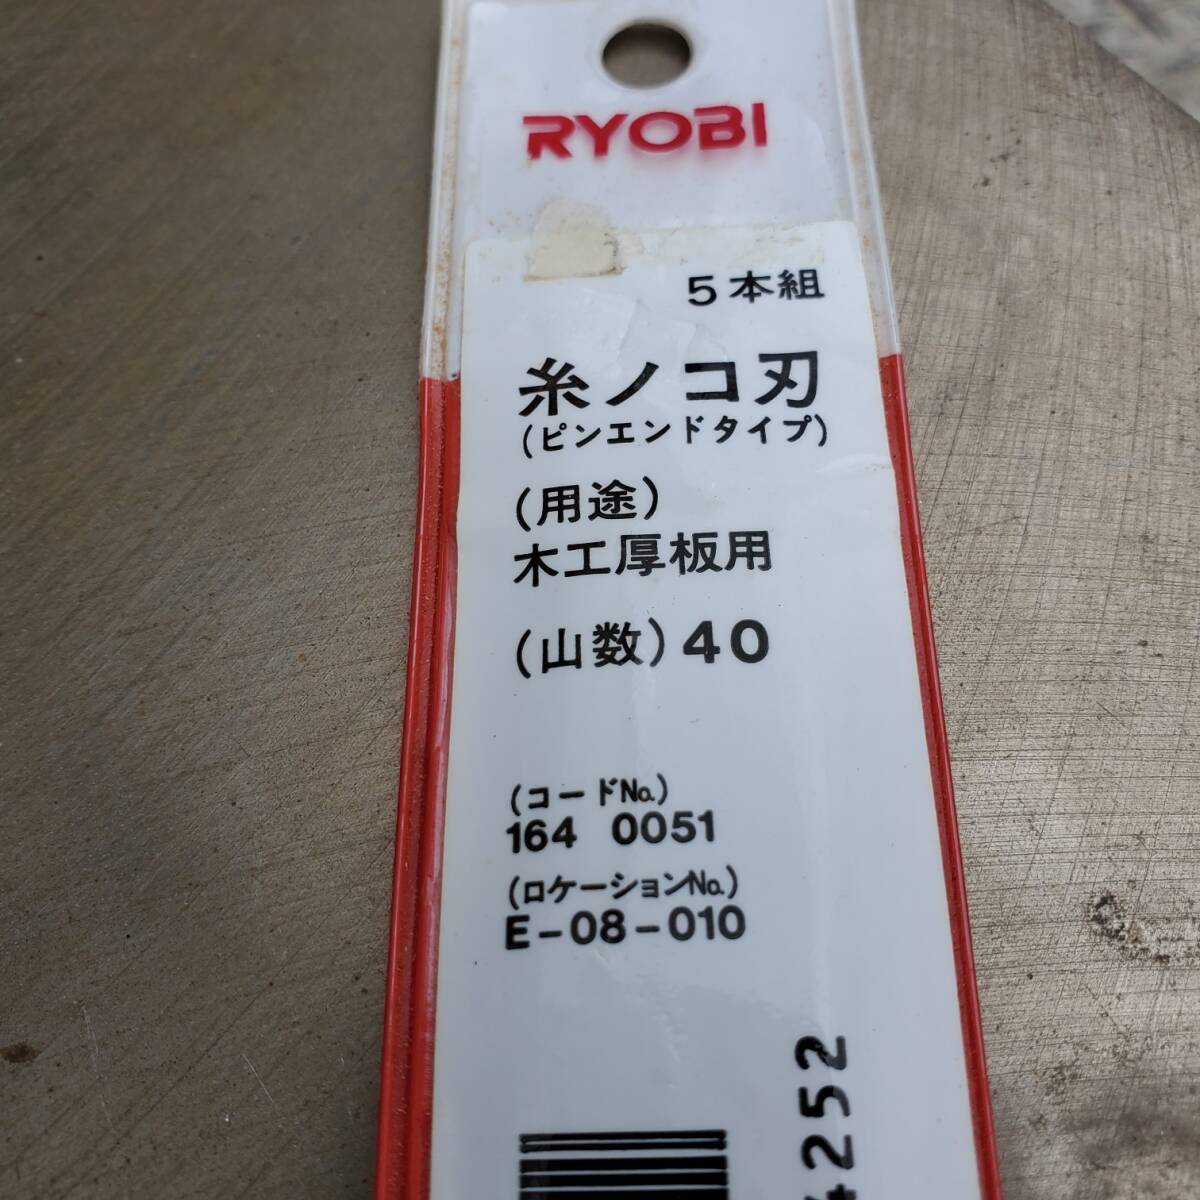 RYOBI
5本組
糸ノコ刃
(ピンエンドタイプ)
(用途)
木工厚板用
(山数)40
(コードNo.)
164 0051
(ロケーションNo.)
E-08-010
4252